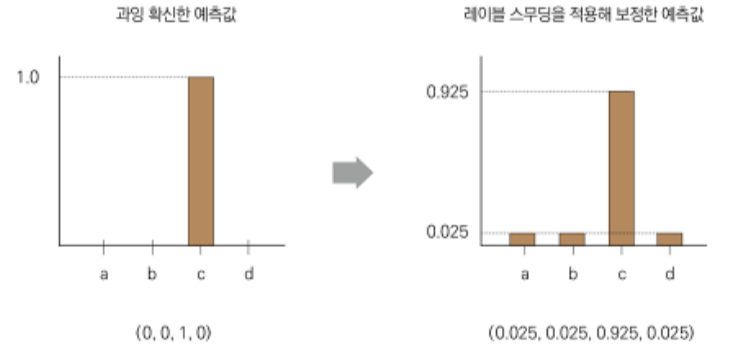 과잉 확신한 예측값
1.0
a b c d
(0, 0, 1, 0)
레이블 스무딩을 적용해 보정한 예측값
0.925
0.025
a b c d
(0.025, 0.025, 0.925, 0.025)